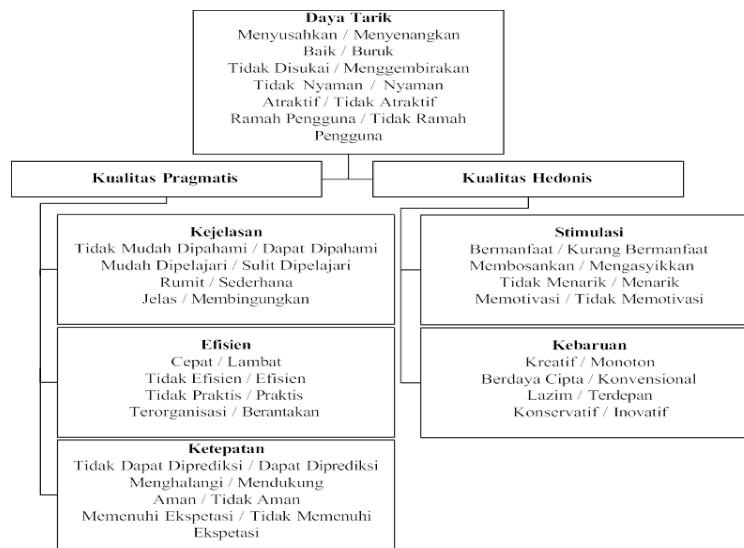 Daya Tarik
Menyusahkan / Menyenangkan
Baik / Buruk
Tidak Disukai / Menggembirakan
Tidak Nyaman / Nyaman
Atraktif / Tidak Atraktif
Ramah Pengguna / Tidak Ramah
Pengguna
Kualitas Pragmatis
Kualitas Hedonis
Kejelasan
Tidak Mudah Dipahami / Dapat Dipahami
Mudah Dipelajari / Sulit Dipelajari
Rumit / Sederhana
Jelas / Membingungkan
Efisien
Cepat / Lambat
Tidak Efisien / Efisien
Tidak Praktis / Praktis
Terorganisasi / Berantakan
Ketepatan
Tidak Dapat Diprediksi / Dapat Diprediksi
Menghalangi / Mendukung
Aman / Tidak Aman
Memenuhi Ekspetasi / Tidak Memenuhi
Ekspetasi
Stimulasi
Bermanfaat / Kurang Bermanfaat
Membosankan / Mengasyikkan
Tidak Menarik / Menarik
Memotivasi / Tidak Memotivasi
Kebaruan
Kreatif / Monoton
Berdaya Cipta / Konvensional
Lazim / Terdepan
Konservatif / Inovatif